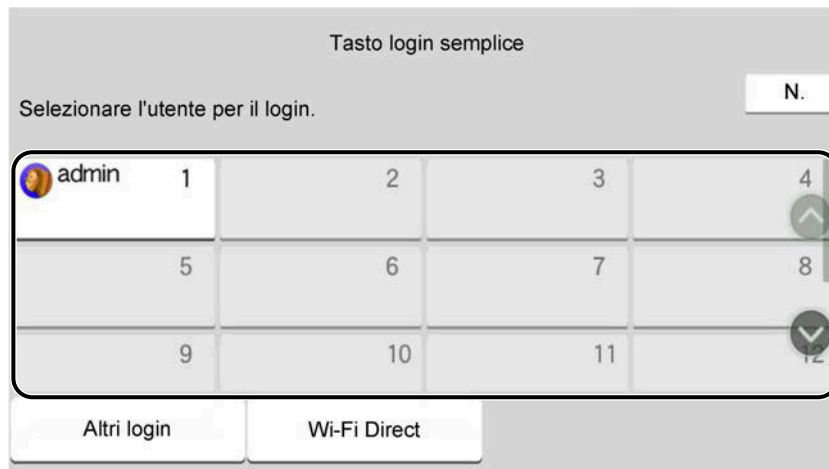 Tasto login semplice
N.
Selezionare l'utente per il login.
admin 1 2 3 4
5 6 7 8
9 10 11 12
Altri login Wi-Fi Direct